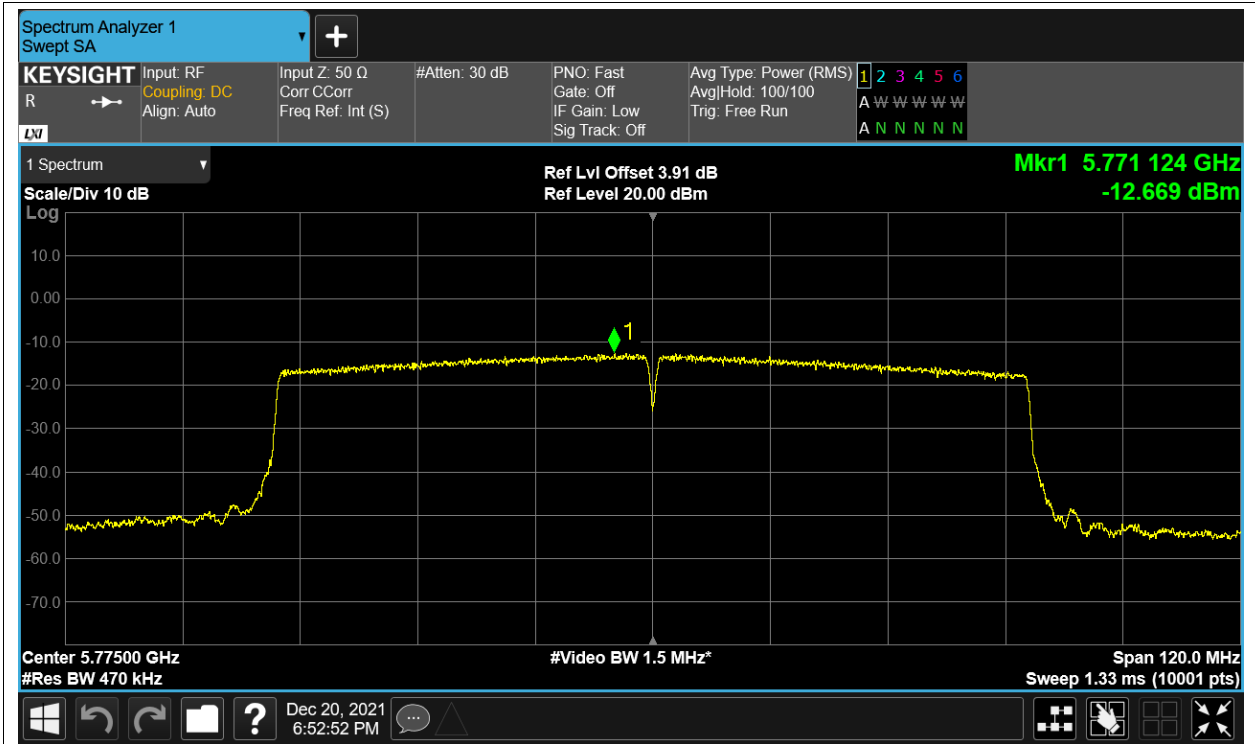 Spectrum Analyzer 1
Swept SA
+
KEYSIGHT
R
LXI
Input: RF
Coupling: DC
Align: Auto
Input Z: 50 Ω
Corr CCorr
Freq Ref: Int (S)
#Atten: 30 dB
PNO: Fast
Gate: Off
IF Gain: Low
Sig Track: Off
Avg Type: Power (RMS)
Avg|Hold: 100/100
Trig: Free Run
1 2 3 4 5 6
A W W W W W
A N N N N N
1 Spectrum
Scale/Div 10 dB
Ref Lvl Offset 3.91 dB
Ref Level 20.00 dBm
Mkr1 5.771 124 GHz
-12.669 dBm
Log
10.0
0.00
-10.0
-20.0
-30.0
-40.0
-50.0
-60.0
-70.0
1
Center 5.77500 GHz
#Video BW 1.5 MHz*
Span 120.0 MHz
#Res BW 470 kHz
Sweep 1.33 ms (10001 pts)
?
Dec 20, 2021
6:52:52 PM